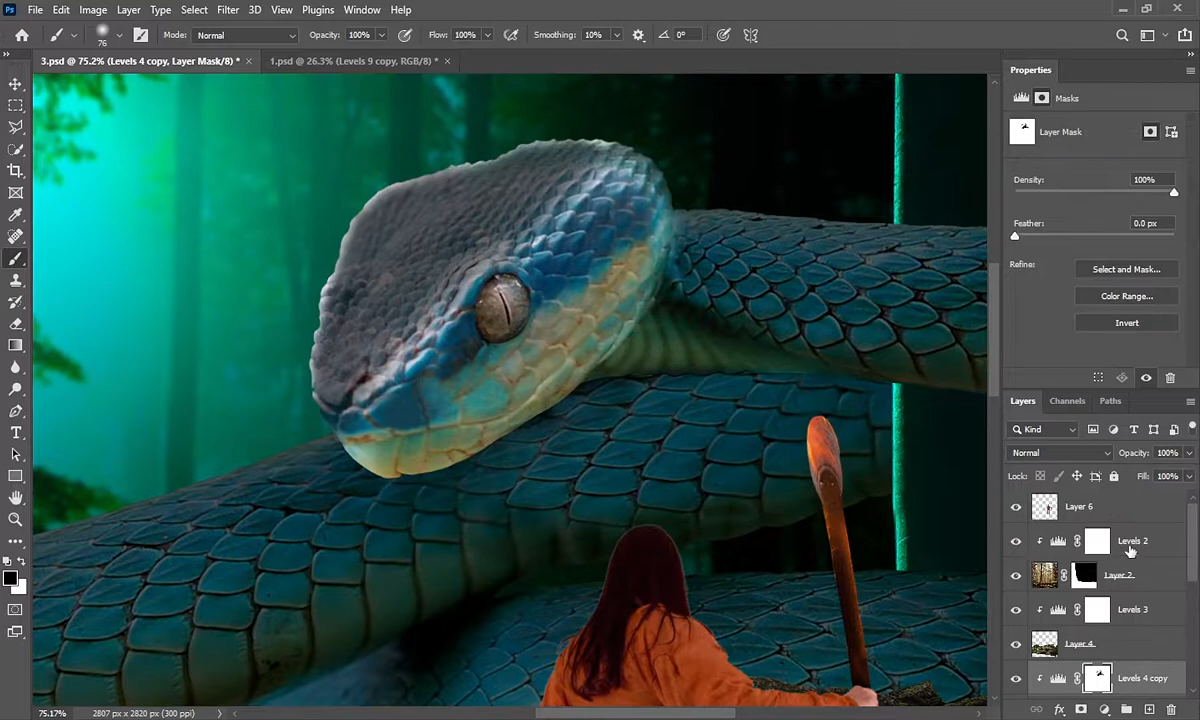 Ps File Edit Image Layer Type Select Filter 3D View Plugins Window Help
76 Mode: Normal Opacity: 100% Flow: 100% Smoothing: 10% 0°
3.psd @ 75.2% (Levels 4 copy, Layer Mask/8) * × 1.psd @ 26.3% (Levels 9 copy, RGB/8) * ×
Properties
Masks
Layer Mask
Density: 100%
Feather: 0.0 px
Refine: Select and Mask...
Color Range...
Invert
Layers Channels Paths
Kind
Normal Opacity: 100%
Lock: Fill: 100%
Layer 6
Levels 2
Layer 2
Levels 3
Layer 4
Levels 4 copy
75.17% 2807 px x 2820 px (300 ppi)